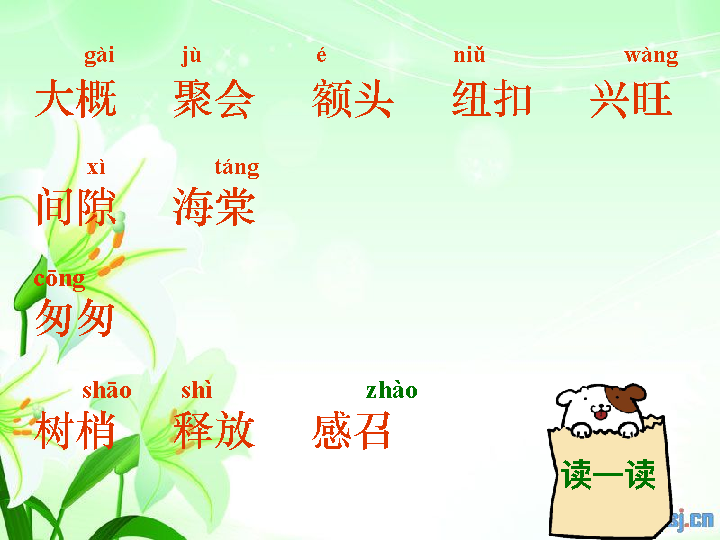 gài jù é niǔ wàng
大概 聚会 额头 纽扣 兴旺
xì táng
间隙 海棠
cōng
匆匆
shāo shì zhào
树梢 释放 感召
读一读
sj.cn